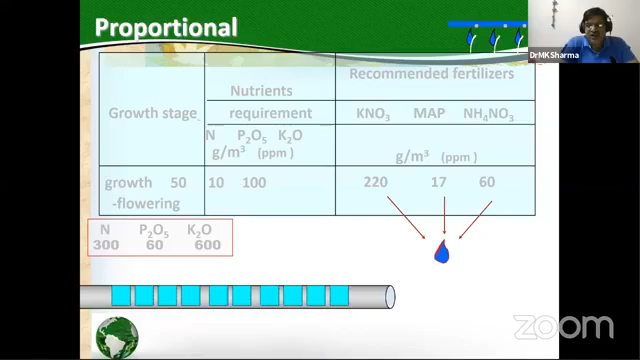 Proportional
DrMK Sharma
Recommended fertilizers
Nutrients
Growth stage
requirement
KNO3 MAP NH4NO3
N P2O5 K2O
g/m3 (ppm)
g/m3 (ppm)
growth 50 10 100 220 17 60
-flowering
N P2O5 K2O
300 60 600
zoom